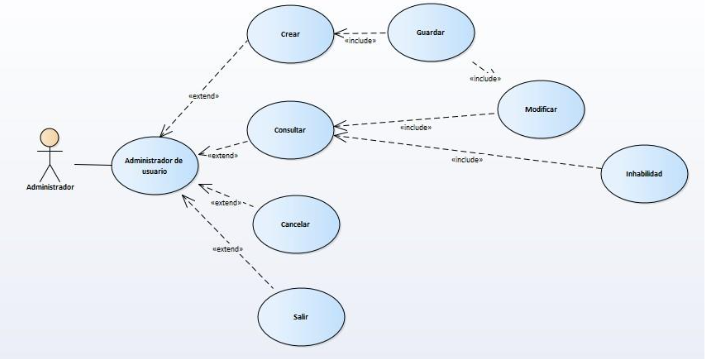 Crear
Guardar
«include»
«include»
«extend»
Modificar
Consultar
«include»
«extend»
«include»
Administrador de
usuario
Inhabilidad
Administrador
«extend»
Cancelar
«extend»
Salir